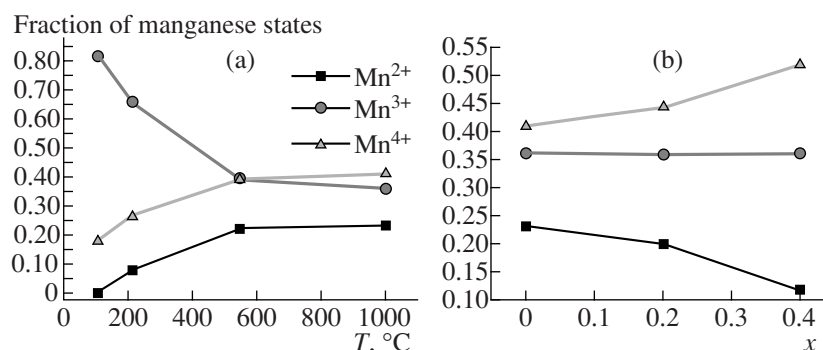 Fraction of manganese states
(a)
0.80
0.70
0.60
0.50
0.40
0.30
0.20
0.10
0
0 200 400 600 800 1000
T, °C
Mn2+
Mn3+
Mn4+
(b)
0.55
0.50
0.45
0.40
0.35
0.30
0.25
0.20
0.15
0.10
0 0.1 0.2 0.3 0.4
x